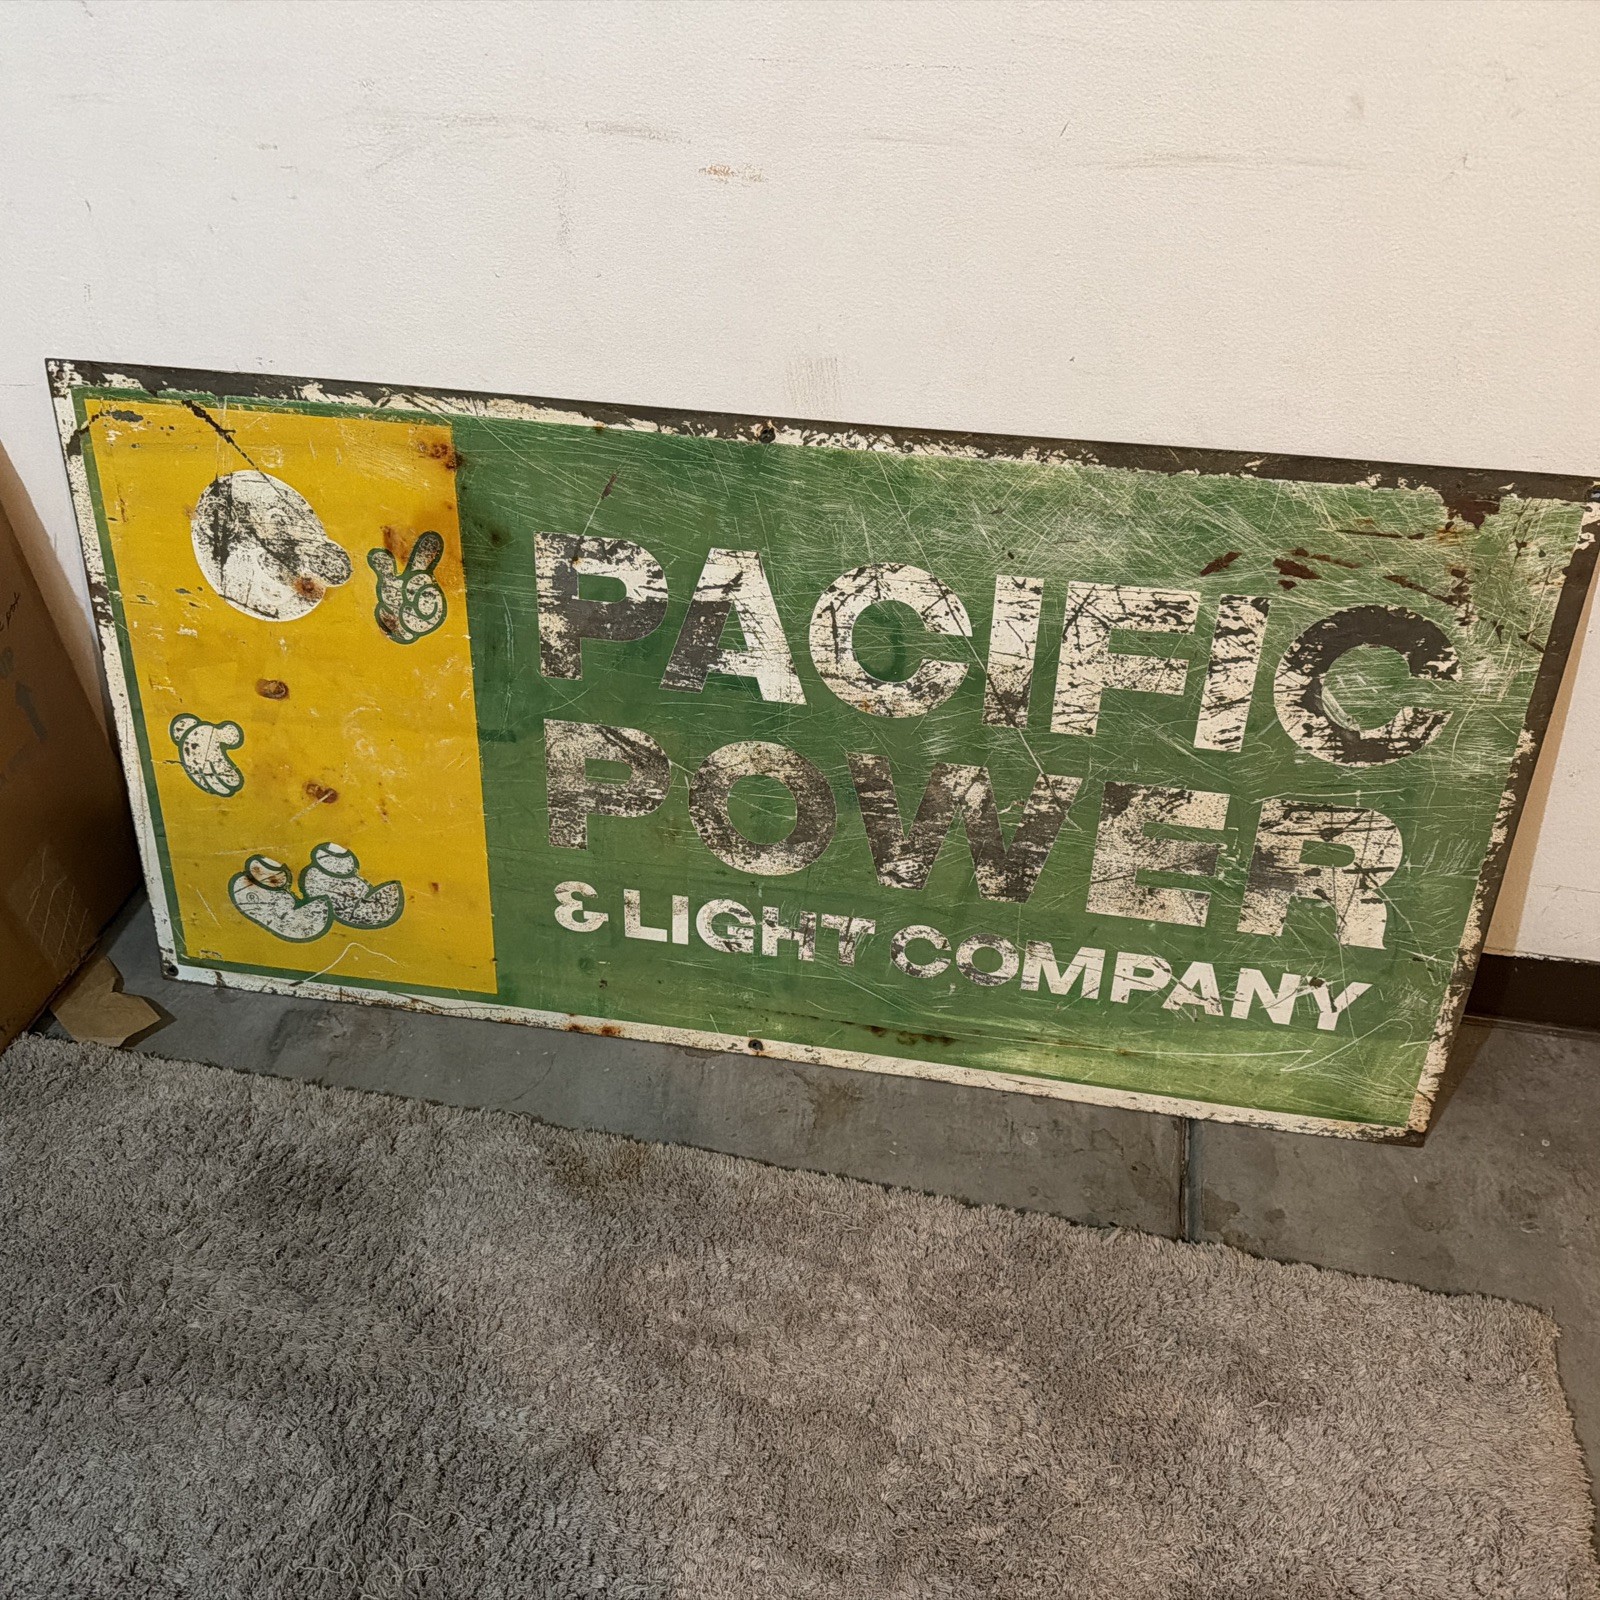 PACIFIC
POWER
& LIGHT COMPANY